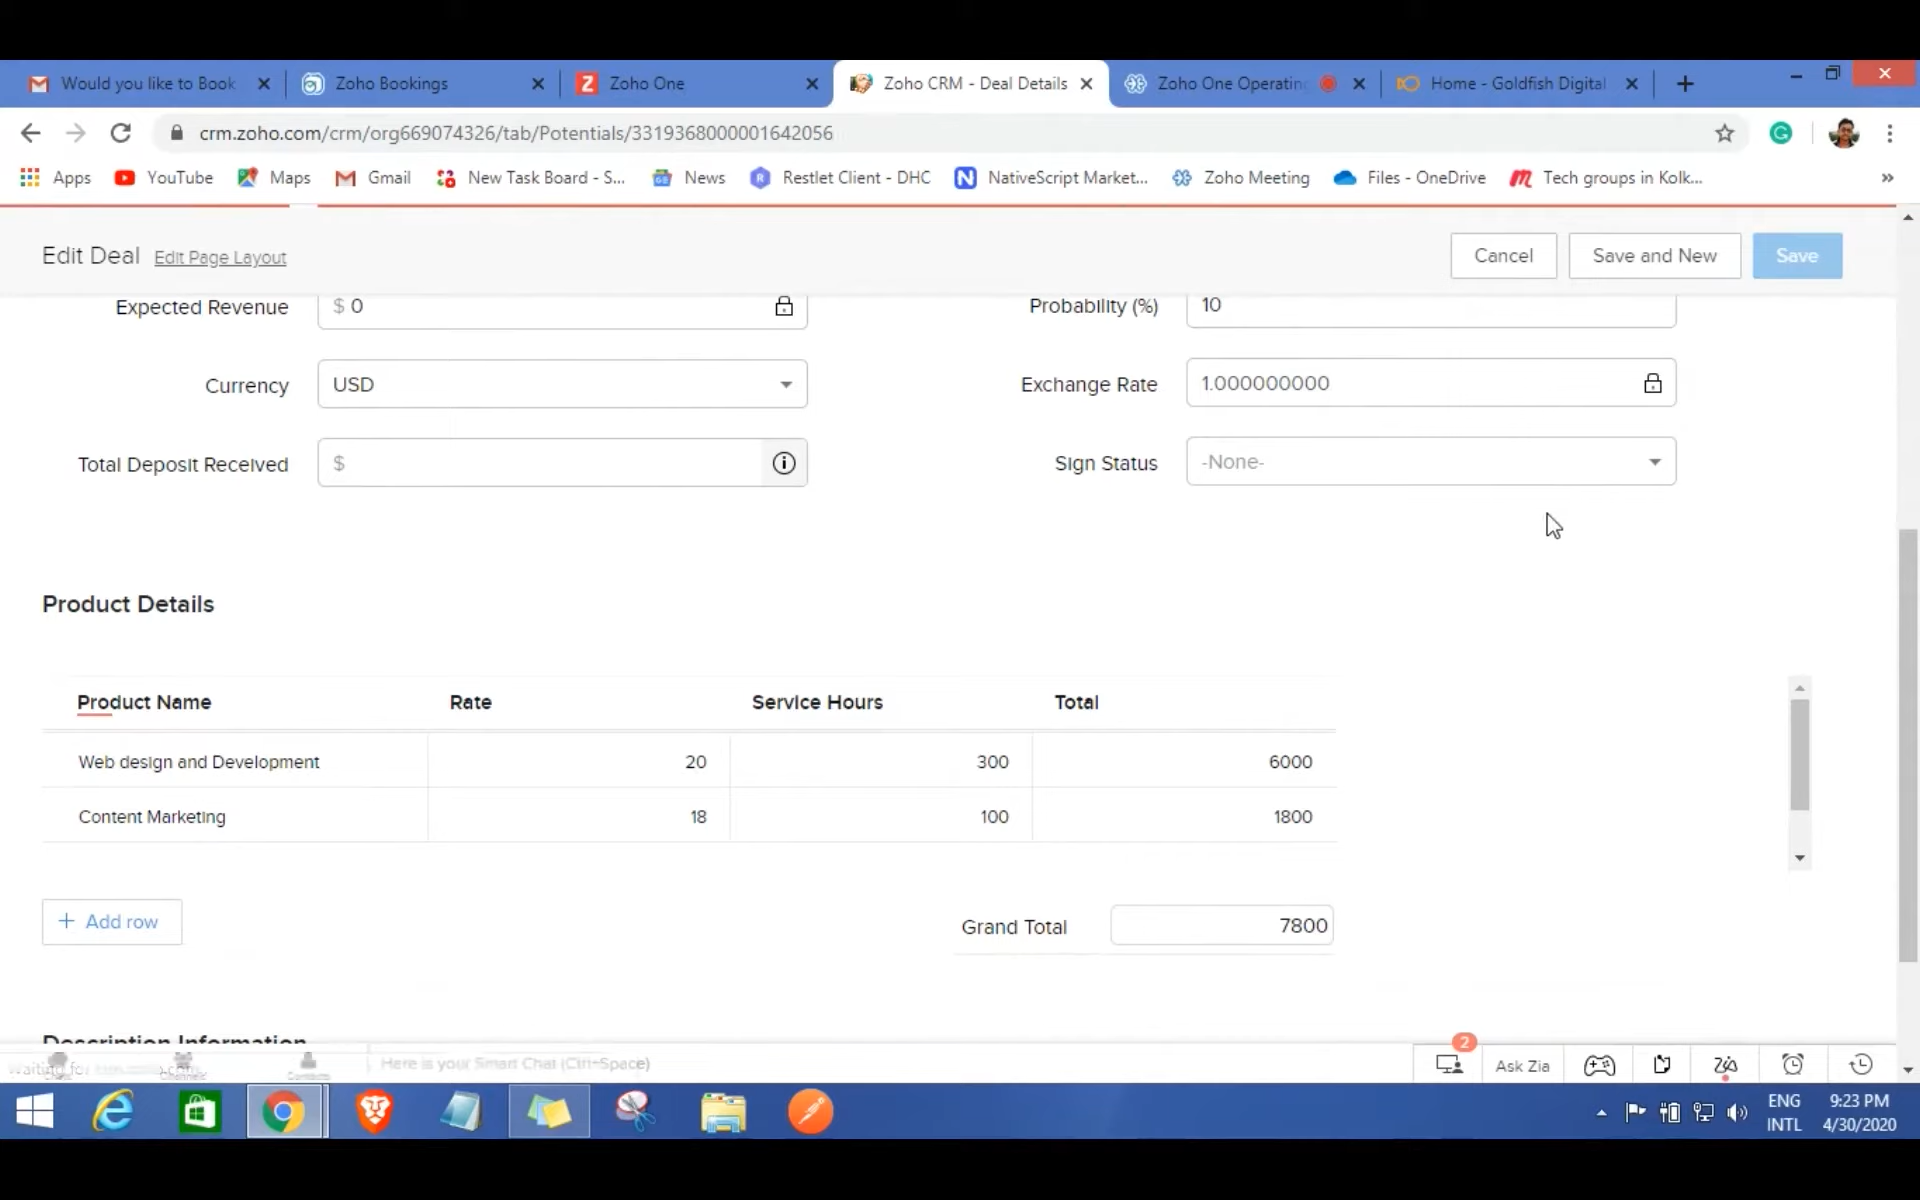 Would you like to Book
Zoho Bookings
Zoho One
Zoho CRM - Deal Details
Zoho One Operatin
Home - Goldfish Digital
crm.zoho.com/crm/org669074326/tab/Potentials/3319368000001642056
Apps
YouTube
Maps
Gmail
New Task Board - S...
News
Restlet Client - DHC
NativeScript Market...
Zoho Meeting
Files - OneDrive
Tech groups in Kolk...
»
Edit Deal Edit Page Layout
Cancel
Save and New
Save
Expected Revenue $ 0
Probability (%) 10
Currency USD
Exchange Rate 1.000000000
Total Deposit Received $
Sign Status -None-
Product Details
Product Name Rate Service Hours Total
Web design and Development 20 300 6000
Content Marketing 18 100 1800
+ Add row
Grand Total 7800
Description Information
Waiting for
Here is your Smart Chat (Ctrl+Space)
2
Ask Zia
ENG
INTL
9:23 PM
4/30/2020